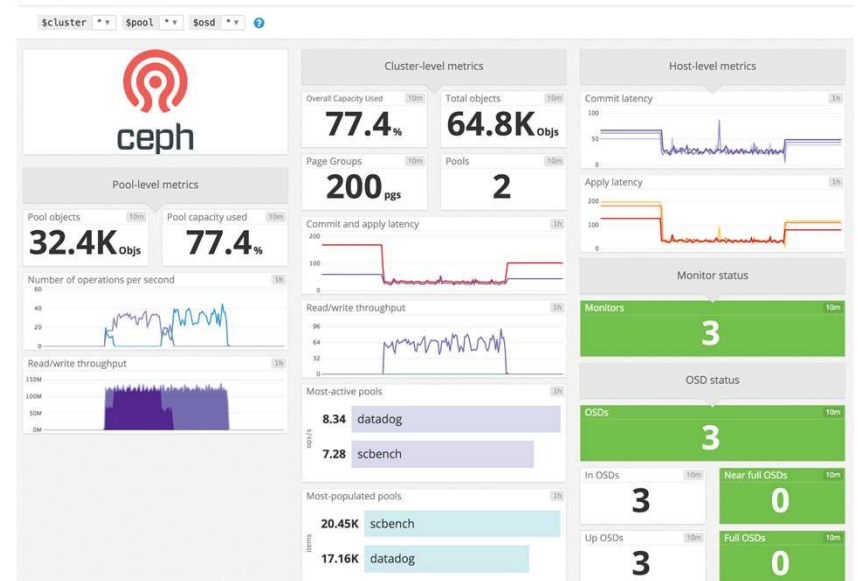 $cluster * ▾ $pool * ▾ $osd * ▾ ?
ceph
Pool-level metrics
Pool objects 10m
32.4K Objs
Pool capacity used 10m
77.4 %
Number of operations per second 1h
60
40
20
0
Read/write throughput 1h
150M
100M
50M
0M
Cluster-level metrics
Overall Capacity Used 10m
77.4 %
Total objects 10m
64.8K Objs
Page Groups 10m
200 pgs
Pools 10m
2
Commit and apply latency 1h
200
100
0
Read/write throughput 1h
96
64
32
Most-active pools 1h
ops/s
8.34 datadog
7.28 scbench
Most-populated pools 1h
items
20.45K scbench
17.16K datadog
Host-level metrics
Commit latency 1h
100
50
0
Apply latency 1h
200
100
0
Monitor status
Monitors 10m
3
OSD status
OSDs 10m
3
In OSDs 10m
3
Near full OSDs 10m
0
Up OSDs 10m
3
Full OSDs 10m
0